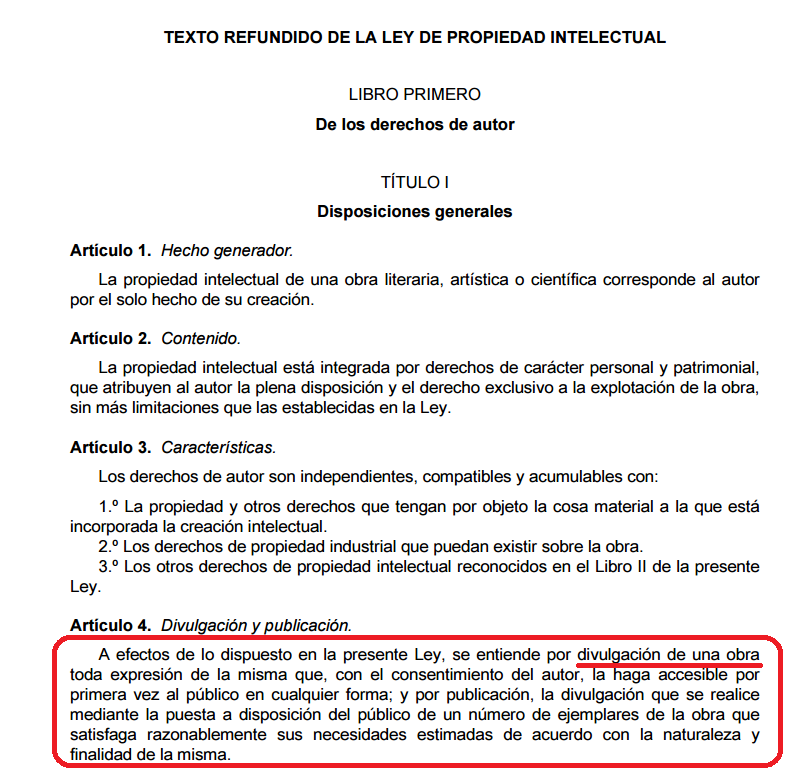 TEXTO REFUNDIDO DE LA LEY DE PROPIEDAD INTELECTUAL
LIBRO PRIMERO
De los derechos de autor
TÍTULO I
Disposiciones generales
Artículo 1. Hecho generador.
La propiedad intelectual de una obra literaria, artística o científica corresponde al autor
por el solo hecho de su creación.
Artículo 2. Contenido.
La propiedad intelectual está integrada por derechos de carácter personal y patrimonial,
que atribuyen al autor la plena disposición y el derecho exclusivo a la explotación de la obra,
sin más limitaciones que las establecidas en la Ley.
Artículo 3. Características.
Los derechos de autor son independientes, compatibles y acumulables con:
1.º La propiedad y otros derechos que tengan por objeto la cosa material a la que está
incorporada la creación intelectual.
2.º Los derechos de propiedad industrial que puedan existir sobre la obra.
3.º Los otros derechos de propiedad intelectual reconocidos en el Libro II de la presente
Ley.
Artículo 4. Divulgación y publicación.
A efectos de lo dispuesto en la presente Ley, se entiende por divulgación de una obra
toda expresión de la misma que, con el consentimiento del autor, la haga accesible por
primera vez al público en cualquier forma; y por publicación, la divulgación que se realice
mediante la puesta a disposición del público de un número de ejemplares de la obra que
satisfaga razonablemente sus necesidades estimadas de acuerdo con la naturaleza y
finalidad de la misma.